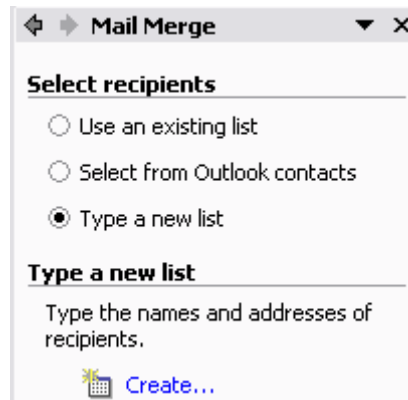 Mail Merge
Select recipients
Use an existing list
Select from Outlook contacts
Type a new list
Type a new list
Type the names and addresses of
recipients.
Create...